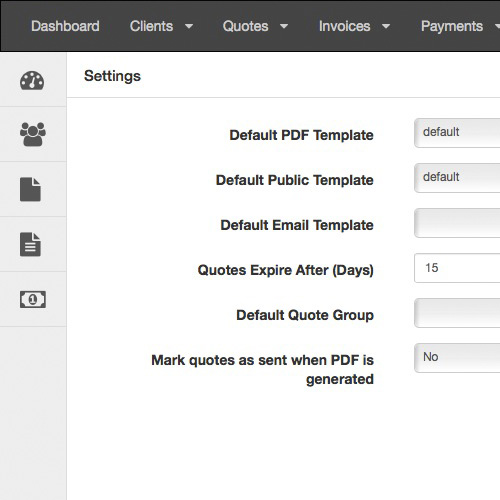 Dashboard Clients Quotes Invoices Payments
Settings
Default PDF Template default
Default Public Template default
Default Email Template
Quotes Expire After (Days) 15
Default Quote Group
Mark quotes as sent when PDF is No
generated
1